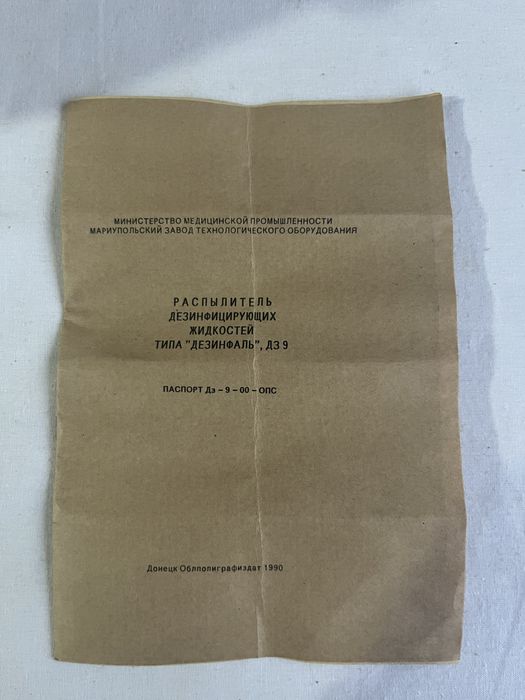 МИНИСТЕРСТВО МЕДИЦИНСКОЙ ПРОМЫШЛЕННОСТИ
МАРИУПОЛЬСКИЙ ЗАВОД ТЕХНОЛОГИЧЕСКОГО ОБОРУДОВАНИЯ
РАСПЫЛИТЕЛЬ
ДЕЗИНФИЦИРУЮЩИХ
ЖИДКОСТЕЙ
ТИПА "ДЕЗИНФАЛЬ", ДЗ 9
ПАСПОРТ Дз – 9 – 00 – ОПС
Донецк Облполиграфиздат 1990